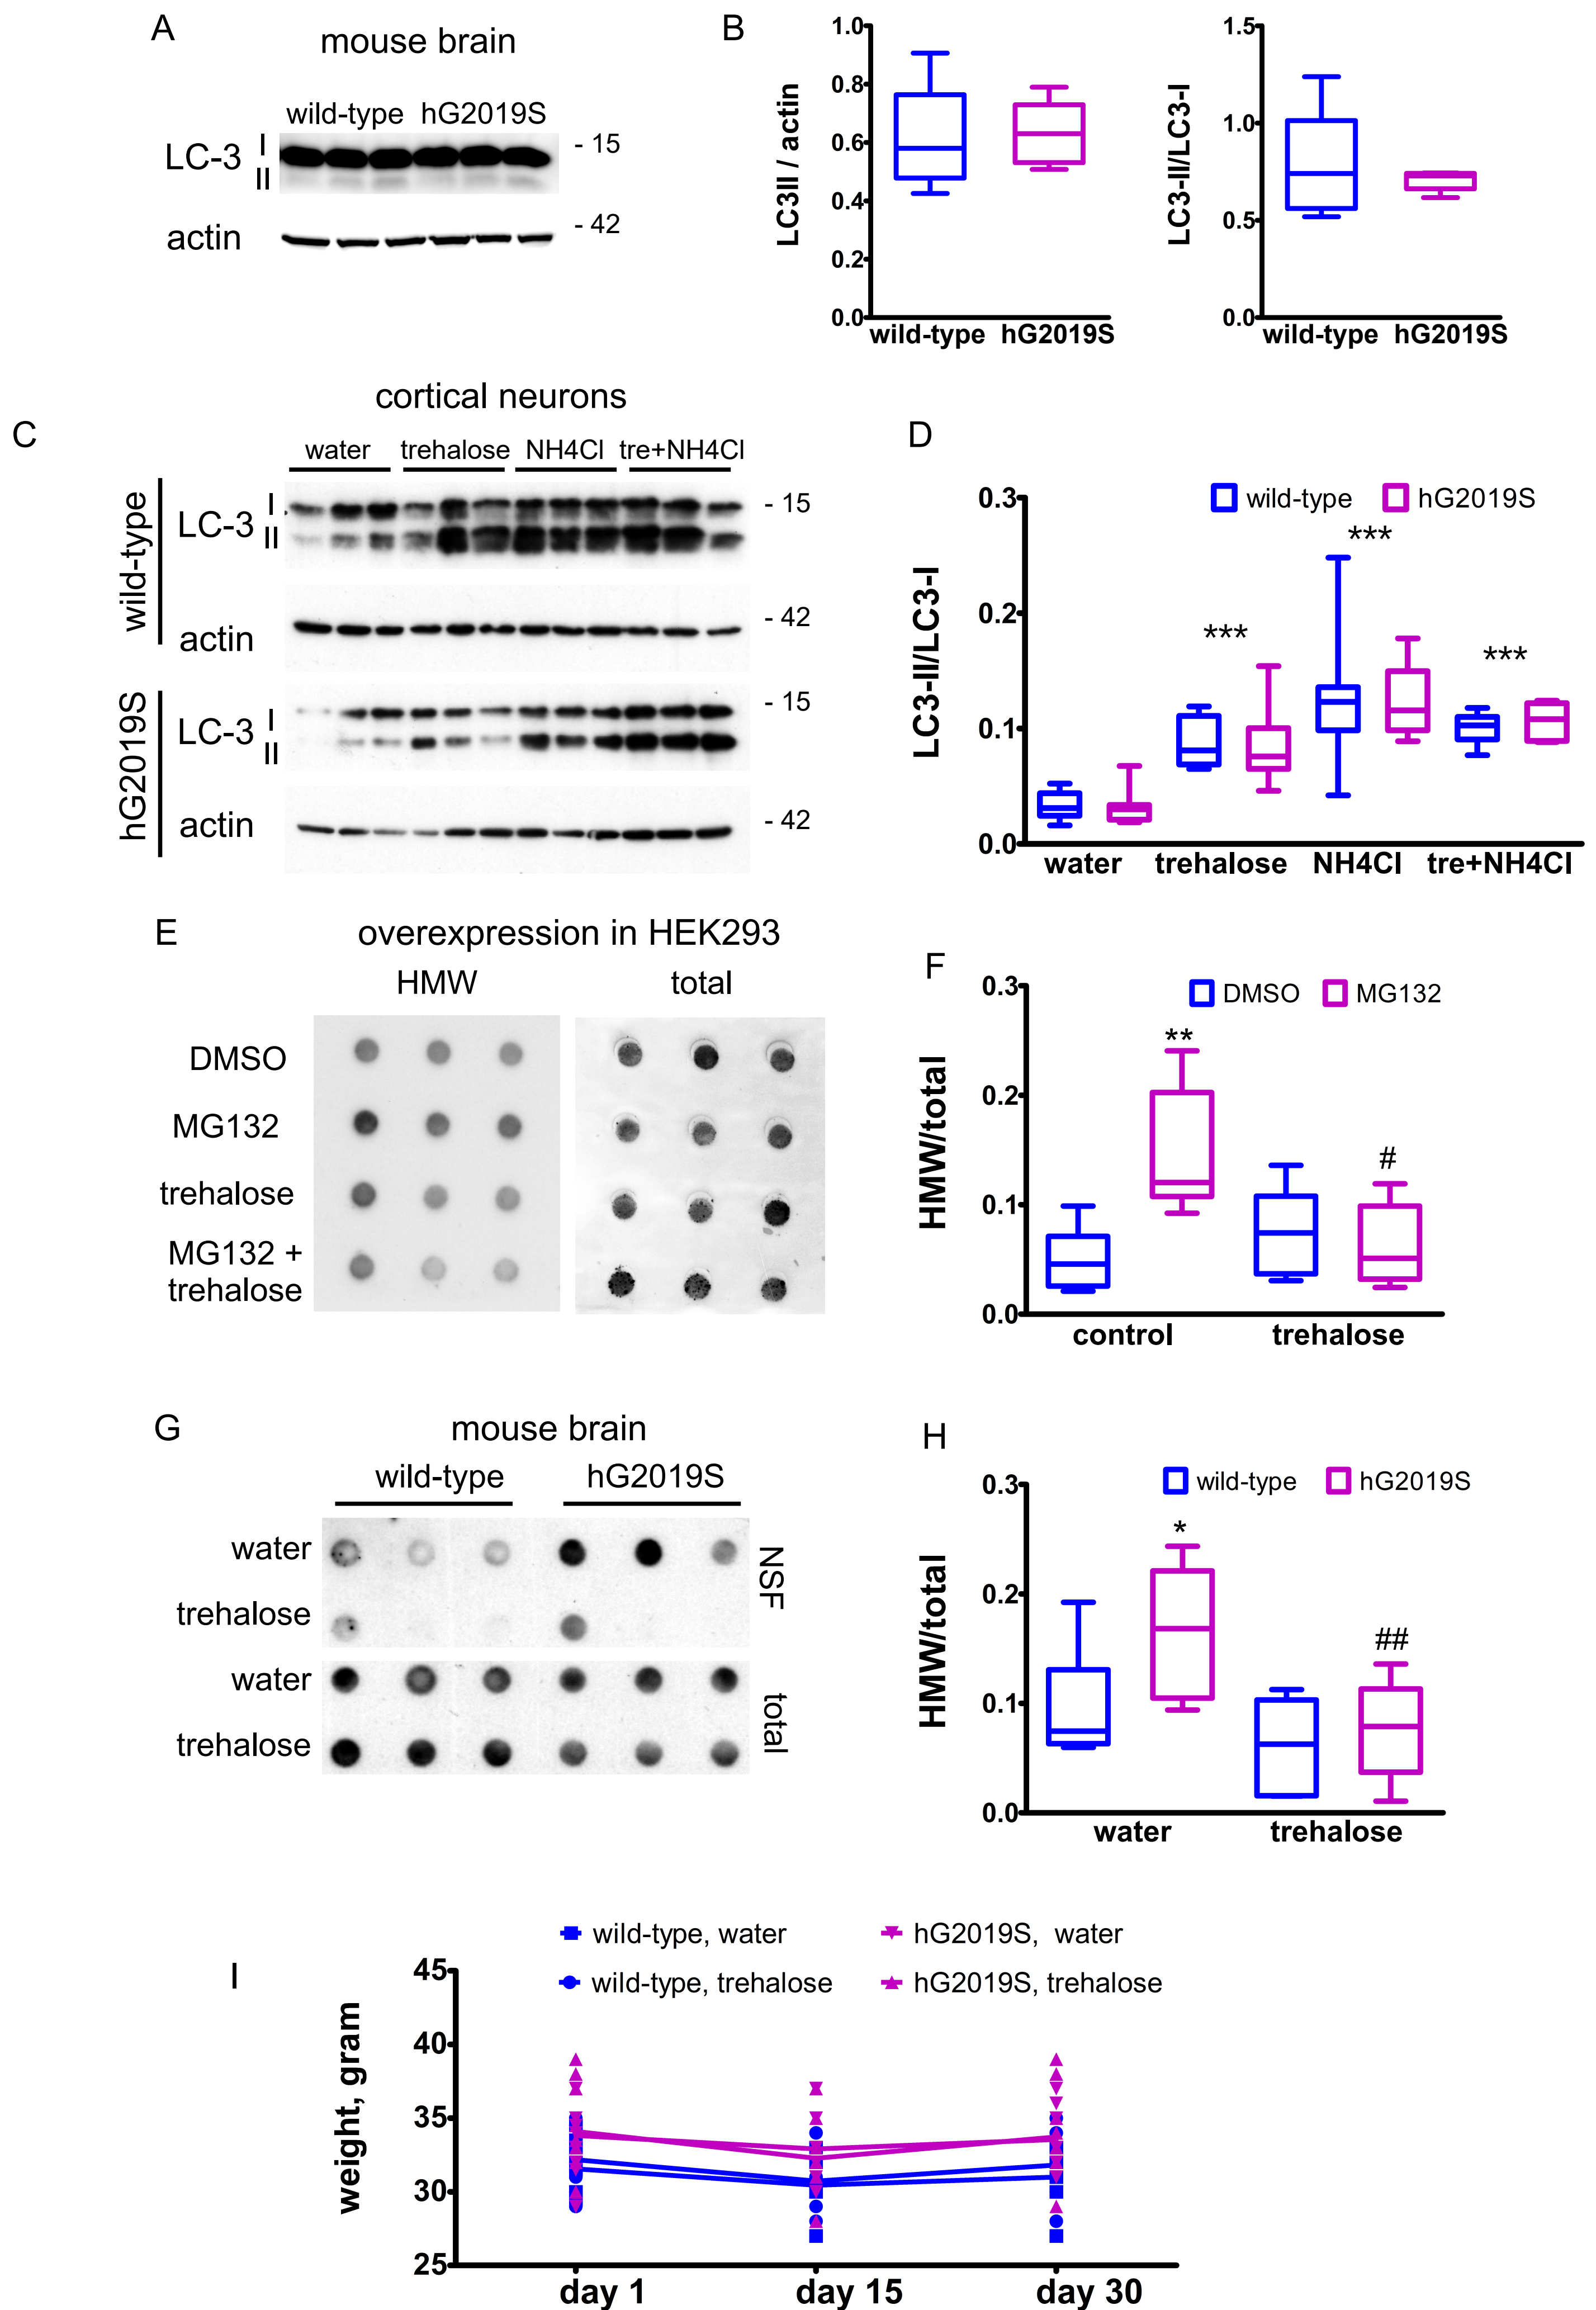 A
mouse brain
wild-type hG2019S
LC-3
I
II
- 15
actin
- 42
B
LC3II / actin
1.0
0.8
0.6
0.4
0.2
0.0
wild-type hG2019S
LC3-II/LC3-I
1.5
1.0
0.5
0.0
wild-type hG2019S
C
cortical neurons
water trehalose NH4Cl tre+NH4Cl
wild-type
LC-3
I
II
- 15
actin
- 42
hG2019S
LC-3
I
II
- 15
actin
- 42
D
LC3-II/LC3-I
wild-type hG2019S
0.3
0.2
0.1
0.0
***
***
***
water trehalose NH4Cl tre+NH4Cl
E
overexpression in HEK293
HMW total
DMSO
MG132
trehalose
MG132 +
trehalose
F
HMW/total
DMSO MG132
0.3
0.2
0.1
0.0
**
#
control trehalose
G
mouse brain
wild-type hG2019S
water
trehalose
NSF
water
trehalose
total
H
HMW/total
wild-type hG2019S
0.3
0.2
0.1
0.0
*
##
water trehalose
I
wild-type, water hG2019S, water
wild-type, trehalose hG2019S, trehalose
weight, gram
45
40
35
30
25
day 1 day 15 day 30